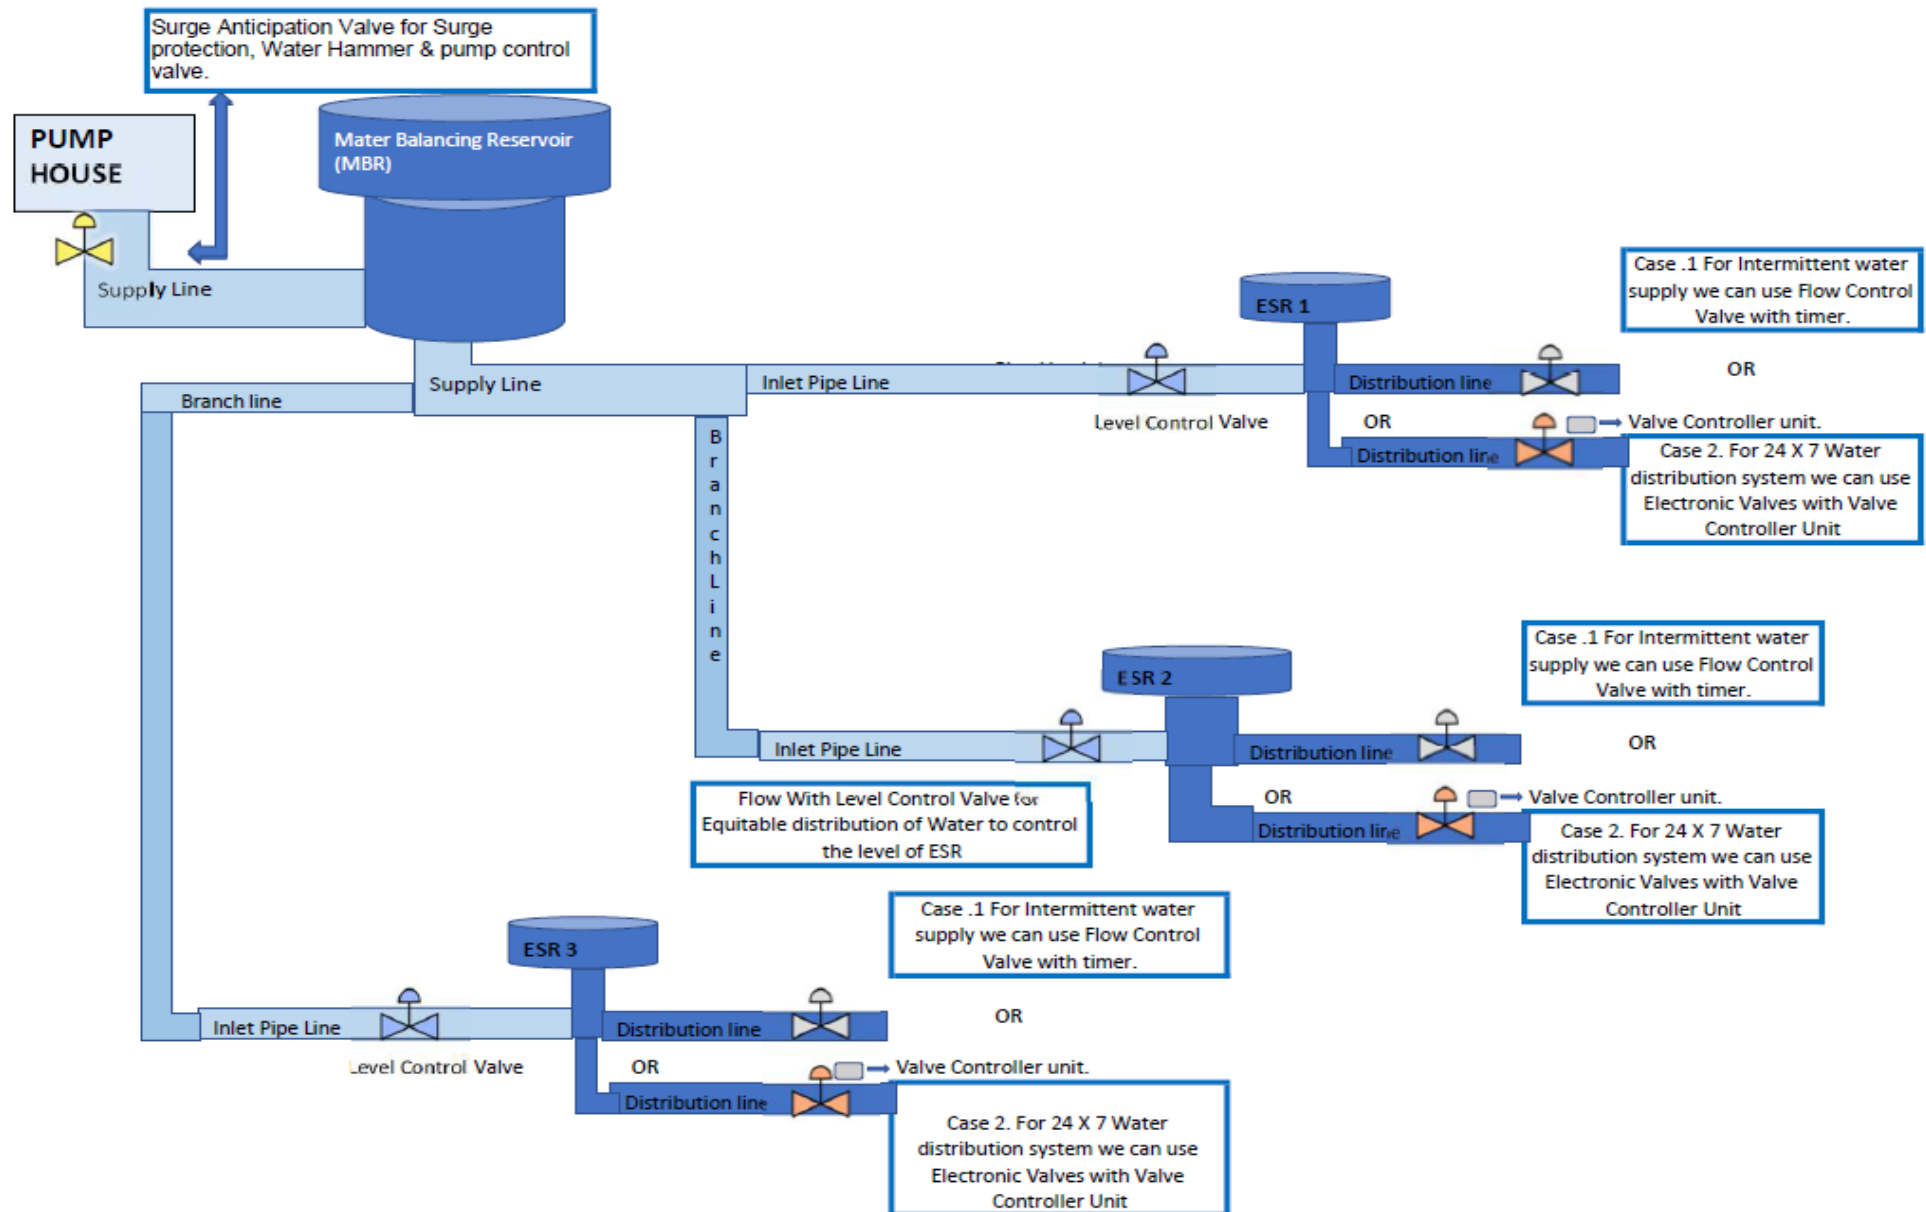 Surge Anticipation Valve for Surge
protection, Water Hammer & pump control
valve.
PUMP
HOUSE
Mater Balancing Reservoir
(MBR)
Supply Line
Supply Line
Branch line
Inlet Pipe Line
Level Control Valve
ESR 1
Distribution line
OR
Distribution line
Case .1 For Intermittent water
supply we can use Flow Control
Valve with timer.
OR
Valve Controller unit.
Case 2. For 24 X 7 Water
distribution system we can use
Electronic Valves with Valve
Controller Unit
Branch Line
Inlet Pipe Line
Flow With Level Control Valve for
Equitable distribution of Water to control
the level of ESR
ESR 2
Distribution line
OR
Distribution line
Case .1 For Intermittent water
supply we can use Flow Control
Valve with timer.
OR
Valve Controller unit.
Case 2. For 24 X 7 Water
distribution system we can use
Electronic Valves with Valve
Controller Unit
Inlet Pipe Line
Level Control Valve
ESR 3
Distribution line
OR
Distribution line
Case .1 For Intermittent water
supply we can use Flow Control
Valve with timer.
OR
Valve Controller unit.
Case 2. For 24 X 7 Water
distribution system we can use
Electronic Valves with Valve
Controller Unit